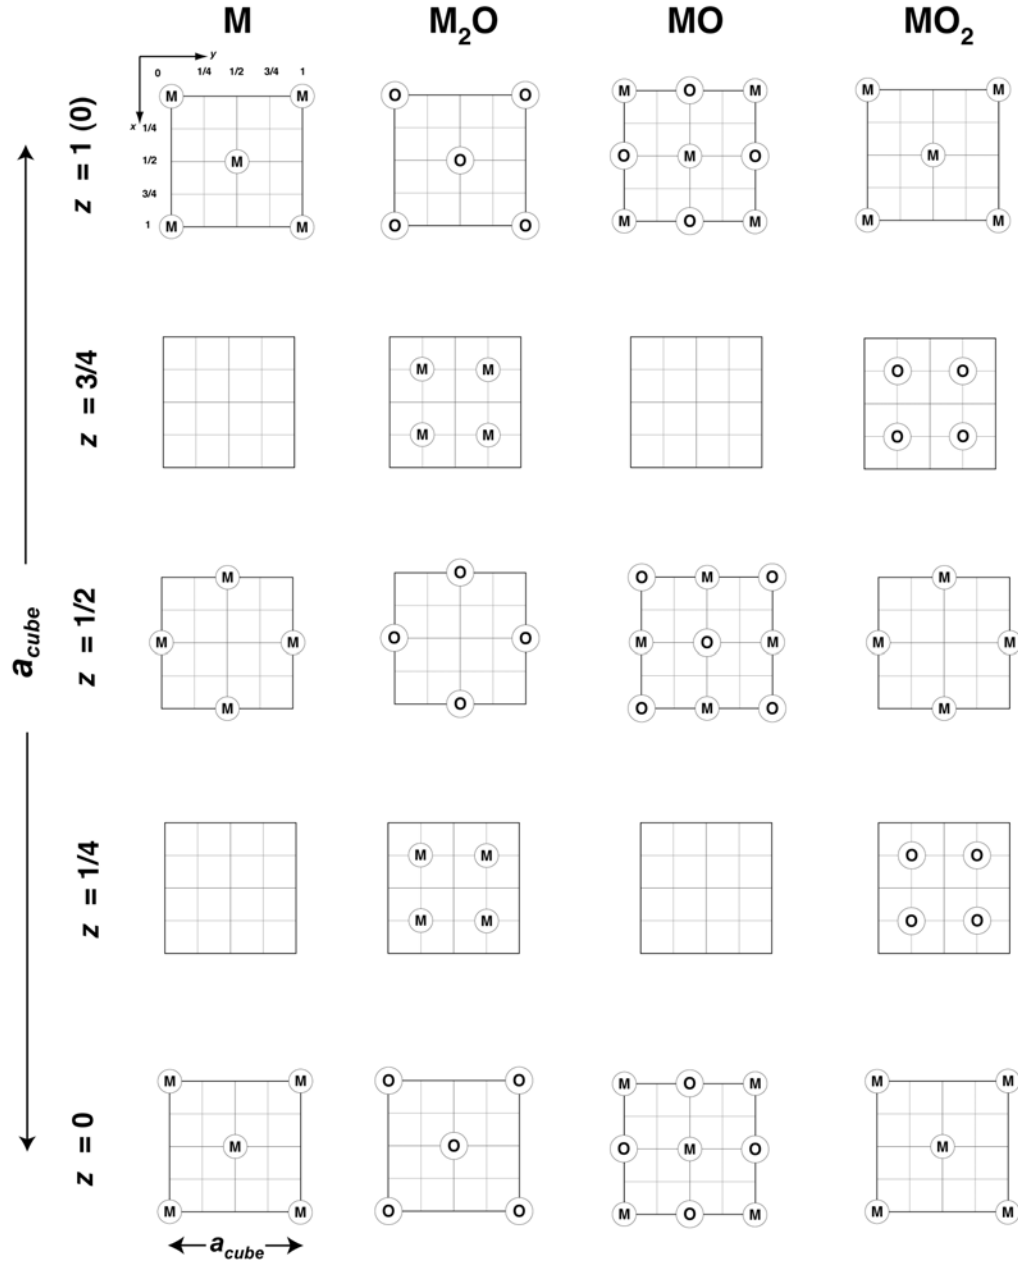 M M₂O MO MO₂
y
0 1/4 1/2 3/4 1
M M O O M O M M M
x 1/4
z = 1 (0)
1/2 M O O M O M
3/4
1 M M O O M O M M M
z = 3/4
M M O O
M M O O
a_cube
z = 1/2
M O O M O M
M M O O M O M M M
M O O M O M
z = 1/4
M M O O
M M O O
z = 0
M M O O M O M M M
M O O M O M
M M O O M O M M M
a_cube